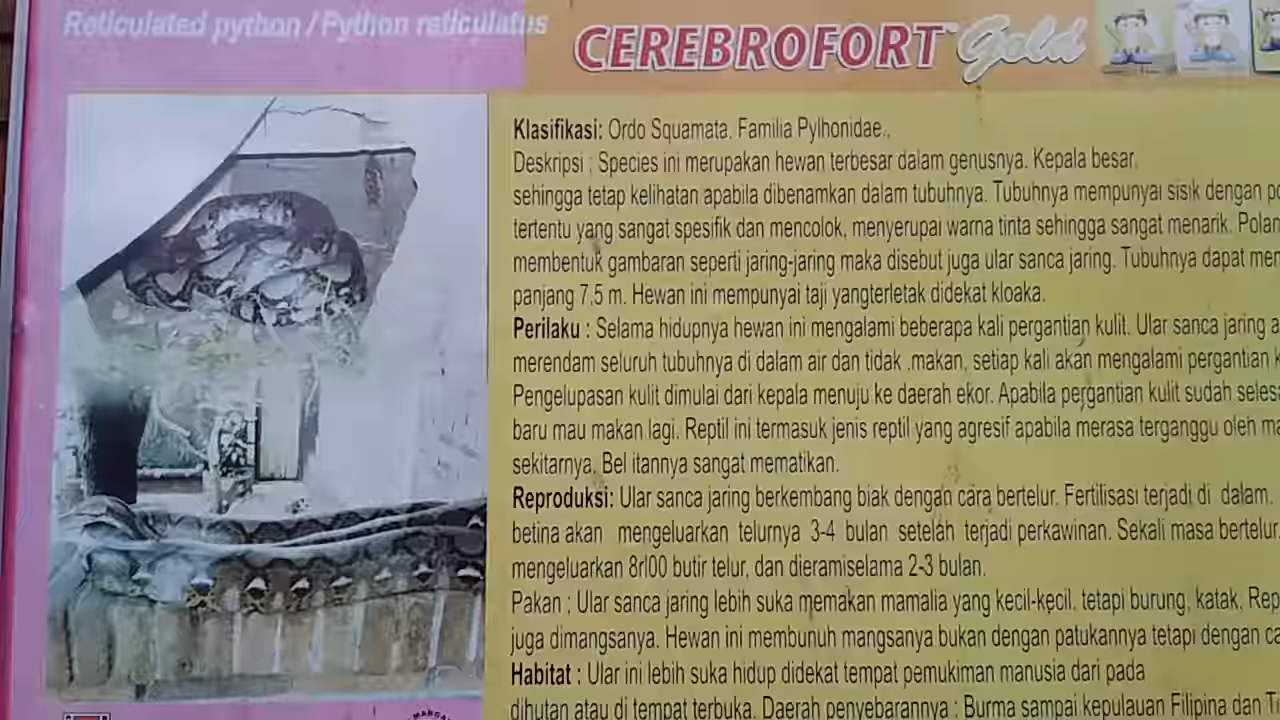 Reticulated python / Python reticulatus
CEREBROFORT Gold
Klasifikasi: Ordo Squamata. Familia Pylhonidae.,
Deskripsi ; Species ini merupakan hewan terbesar dalam genusnya. Kepala besar,
sehingga tetap kelihatan apabila dibenamkan dalam tubuhnya. Tubuhnya mempunyai sisik dengan po
tertentu yang sangat spesifik dan mencolok, menyerupai warna tinta sehingga sangat menarik. Polan
membentuk gambaran seperti jaring-jaring maka disebut juga ular sanca jaring. Tubuhnya dapat men
panjang 7,5 m. Hewan ini mempunyai taji yangterletak didekat kloaka.
Perilaku : Selama hidupnya hewan ini mengalami beberapa kali pergantian kulit. Ular sanca jaring a
merendam seluruh tubuhnya di dalam air dan tidak .makan, setiap kali akan mengalami pergantian k
Pengelupasan kulit dimulai dari kepala menuju ke daerah ekor. Apabila pergantian kulit sudah seles
baru mau makan lagi. Reptil ini termasuk jenis reptil yang agresif apabila merasa terganggu oleh ma
sekitarnya. Bel itannya sangat mematikan.
Reproduksi: Ular sanca jaring berkembang biak dengan cara bertelur. Fertilisasi terjadi di dalam.
betina akan mengeluarkan telurnya 3-4 bulan setelah terjadi perkawinan. Sekali masa bertelur.
mengeluarkan 8rl00 butir telur, dan dieramiselama 2-3 bulan.
Pakan ; Ular sanca jaring lebih suka memakan mamalia yang kecil-kecil, tetapi burung, katak, Rep
juga dimangsanya. Hewan ini membunuh mangsanya bukan dengan patukannya tetapi dengan ca
Habitat : Ular ini lebih suka hidup didekat tempat pemukiman manusia dari pada
dihutan atau di tempat terbuka. Daerah penyebarannya : Burma sampai kepulauan Filipina dan T